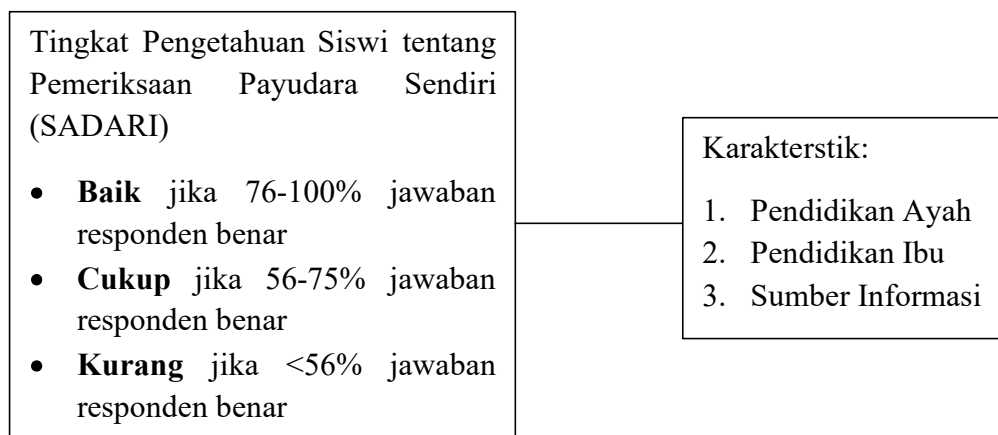 Tingkat Pengetahuan Siswi tentang
Pemeriksaan Payudara Sendiri
(SADARI)
• Baik jika 76-100% jawaban
responden benar
• Cukup jika 56-75% jawaban
responden benar
• Kurang jika <56% jawaban
responden benar
Karakterstik:
1. Pendidikan Ayah
2. Pendidikan Ibu
3. Sumber Informasi